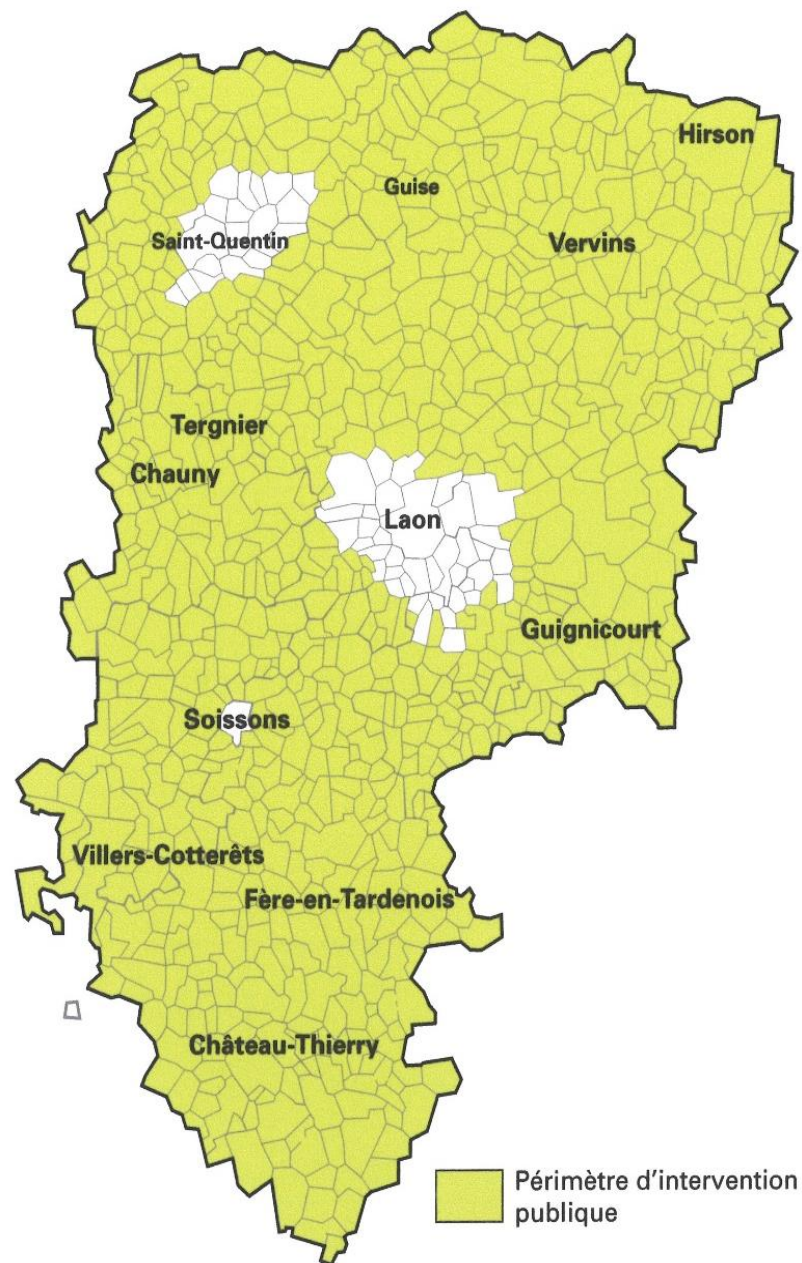 Hirson
Guise
Saint-Quentin
Vervins
Tergnier
Chauny
Laon
Guignicourt
Soissons
Villers-Cotterêts
Fère-en-Tardenois
Château-Thierry
Périmètre d'intervention
publique